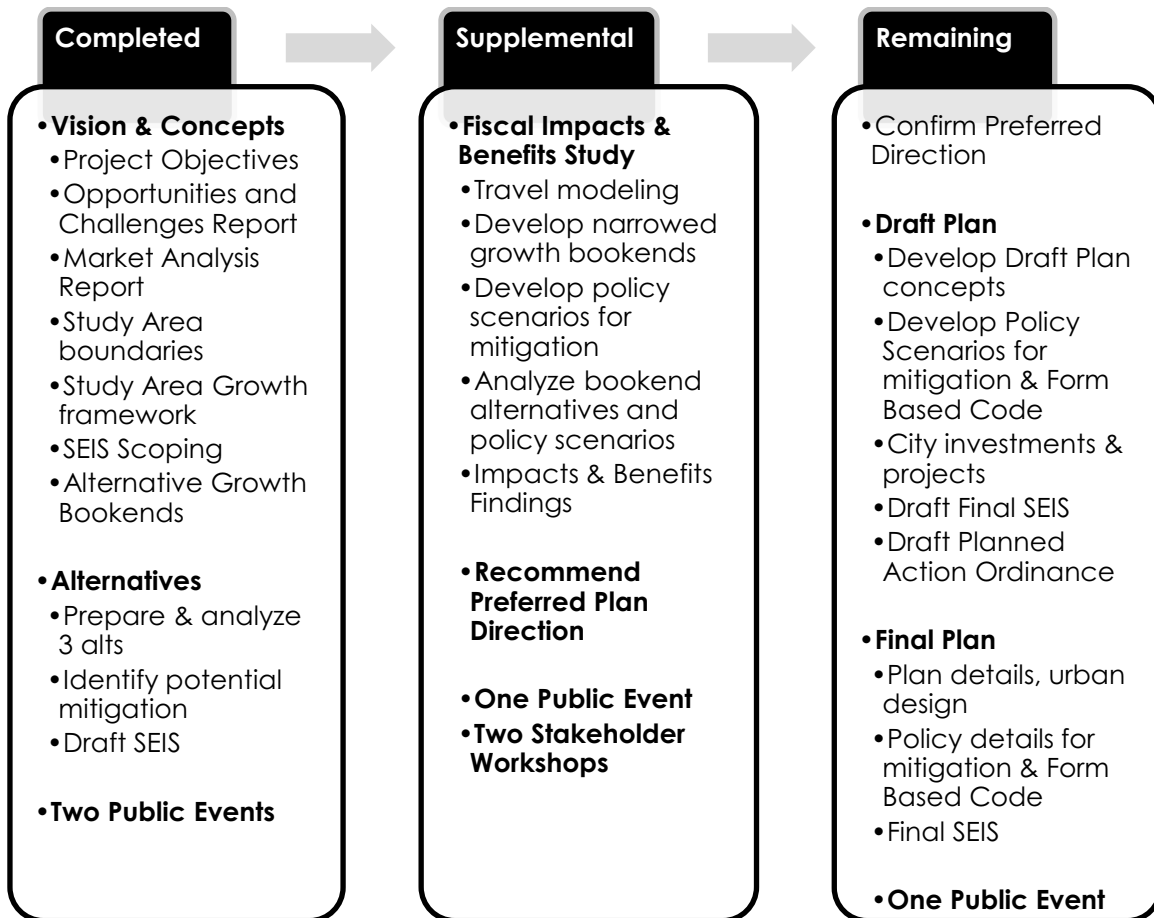 Completed
•Vision & Concepts
•Project Objectives
•Opportunities and
Challenges Report
•Market Analysis
Report
•Study Area
boundaries
•Study Area Growth
framework
•SEIS Scoping
•Alternative Growth
Bookends
•Alternatives
•Prepare & analyze
3 alts
•Identify potential
mitigation
•Draft SEIS
•Two Public Events
Supplemental
•Fiscal Impacts &
Benefits Study
•Travel modeling
•Develop narrowed
growth bookends
•Develop policy
scenarios for
mitigation
•Analyze bookend
alternatives and
policy scenarios
•Impacts & Benefits
Findings
•Recommend
Preferred Plan
Direction
•One Public Event
•Two Stakeholder
Workshops
Remaining
•Confirm Preferred
Direction
•Draft Plan
•Develop Draft Plan
concepts
•Develop Policy
Scenarios for
mitigation & Form
Based Code
•City investments &
projects
•Draft Final SEIS
•Draft Planned
Action Ordinance
•Final Plan
•Plan details, urban
design
•Policy details for
mitigation & Form
Based Code
•Final SEIS
•One Public Event